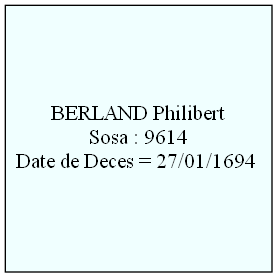 BERLAND Philibert
Sosa : 9614
Date de Deces = 27/01/1694